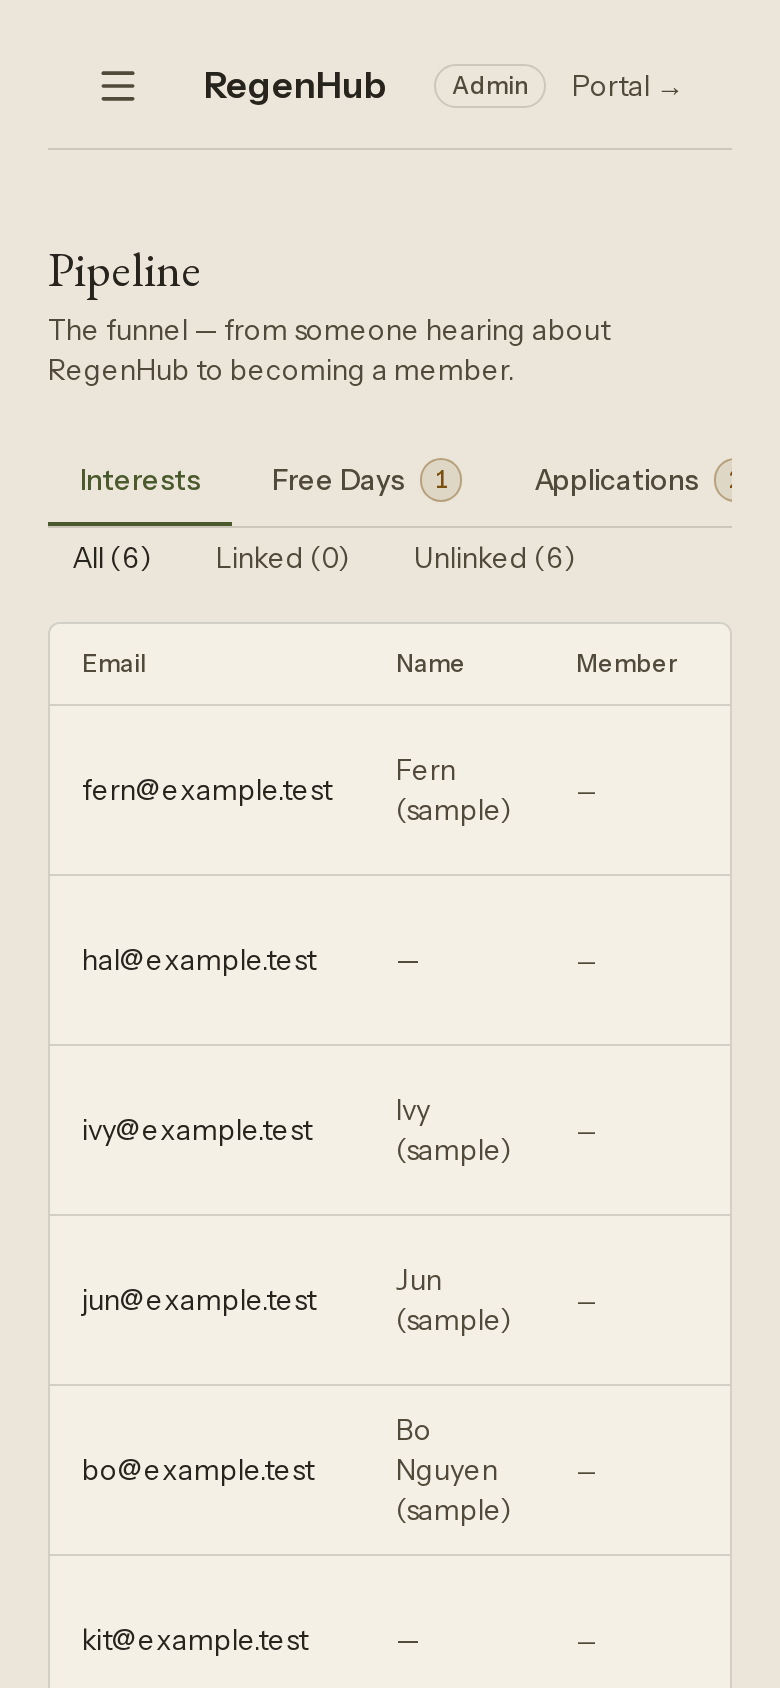 RegenHub Admin Portal →
Pipeline
The funnel — from someone hearing about
RegenHub to becoming a member.
Interests Free Days 1 Applications
All (6) Linked (0) Unlinked (6)
Email Name Member
fern@example.test Fern (sample) —
hal@example.test — —
ivy@example.test Ivy (sample) —
jun@example.test Jun (sample) —
bo@example.test Bo Nguyen (sample) —
kit@example.test — —